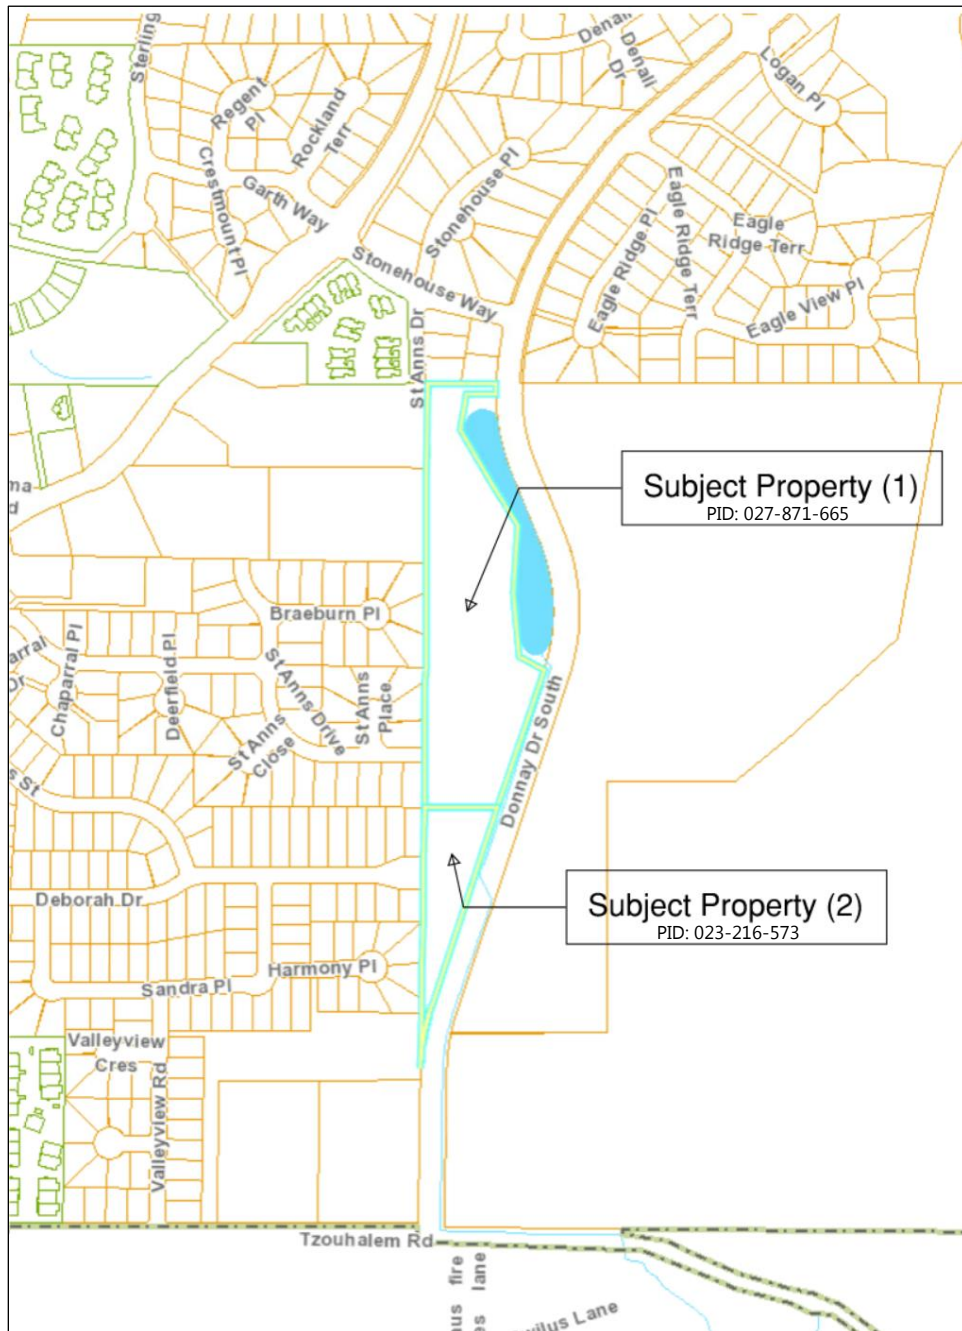 Sterling
Denali
Denali
Dr
Logan Pl
Regent
Pl
Rockland
Terr
Crestmount Pl
Garth Way
Stonehouse Pl
Eagle Ridge Pl
Eagle Ridge Terr
Eagle
Ridge Terr
Stonehouse Way
Eagle View Pl
St Anns Dr
Subject Property (1)
PID: 027-871-665
Braeburn Pl
Chaparral Pl
Dr
Deerfield Pl
St Anns Drive
St Anns
Place
St Anns
Close
St
Donnay Dr South
Deborah Dr
Subject Property (2)
PID: 023-216-573
Harmony Pl
Sandra Pl
Valleyview
Cres
Valleyview Rd
Tzouhalem Rd
fire
lane
Lane